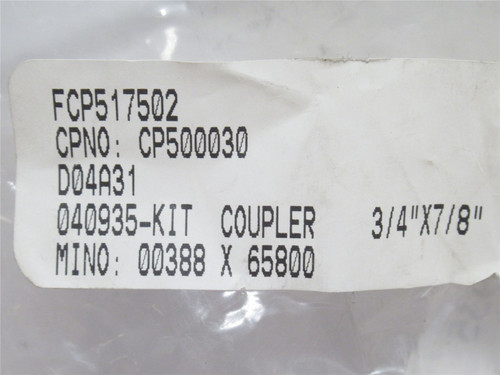 FCP517502
CPNO: CP500030
D04A31
040935-KIT COUPLER 3/4"X7/8"
MINO: 00388 X 65800